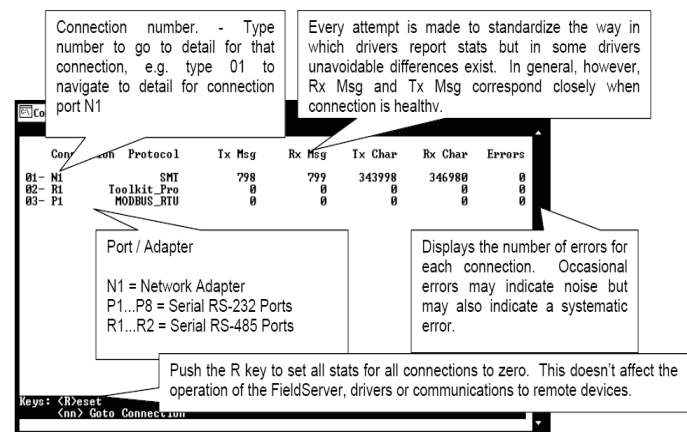 Connection number. - Type
number to go to detail for that
connection, e.g. type 01 to
navigate to detail for connection
port N1
Every attempt is made to standardize the way in
which drivers report stats but in some drivers
unavoidable differences exist. In general, however,
Rx Msg and Tx Msg correspond closely when
connection is healthy.
Protocol Tx Msg Rx Msg Tx Char Rx Char Errors
01- N1 SMT 798 799 343998 346980 0
02- R1 Toolkit_Pro 0 0 0 0 0
03- P1 MODBUS_RTU 0 0 0 0 0
Port / Adapter
N1 = Network Adapter
P1...P8 = Serial RS-232 Ports
R1...R2 = Serial RS-485 Ports
Displays the number of errors for
each connection. Occasional
errors may indicate noise but
may also indicate a systematic
error.
Push the R key to set all stats for all connections to zero. This doesn't affect the
operation of the FieldServer, drivers or communications to remote devices.
Keys: <R>eset
<nn> Goto Connection